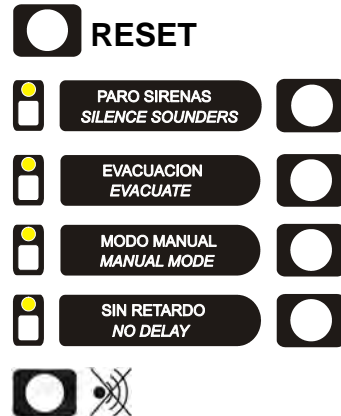 RESET
PARO SIRENAS
SILENCE SOUNDERS
EVACUACION
EVACUATE
MODO MANUAL
MANUAL MODE
SIN RETARDO
NO DELAY